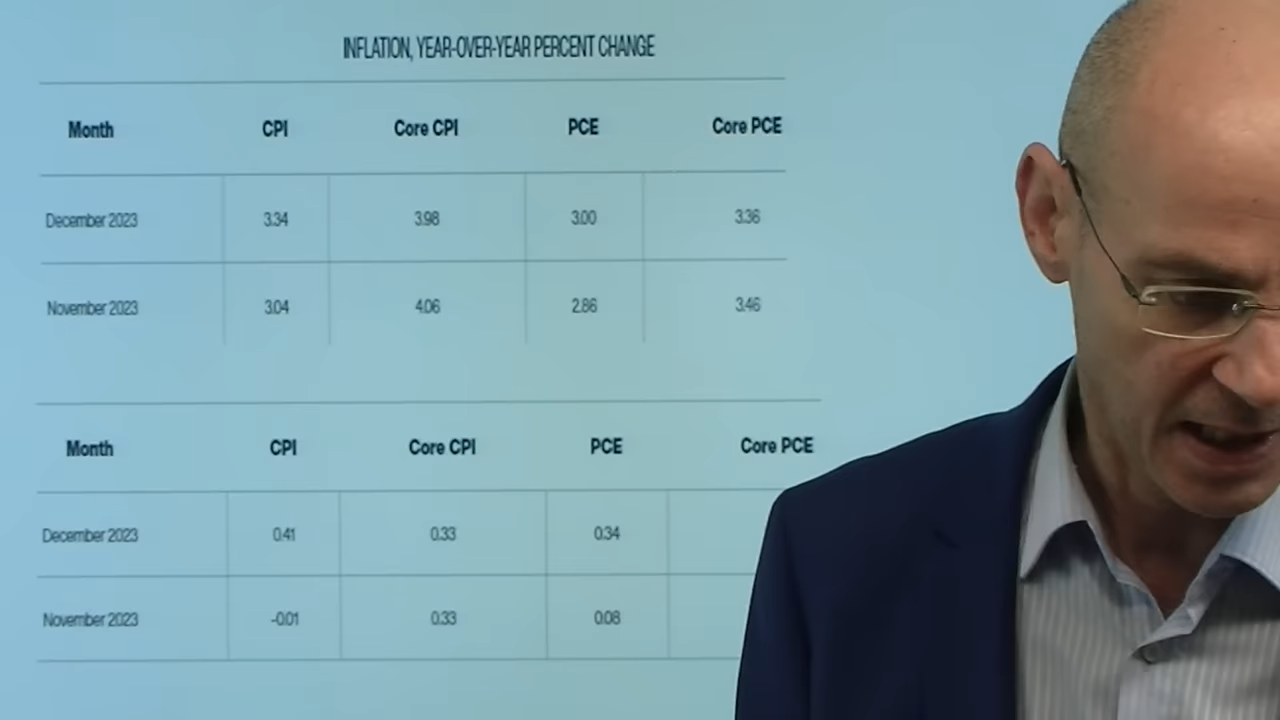 INFLATION, YEAR-OVER-YEAR PERCENT CHANGE
Month CPI Core CPI PCE Core PCE
December 2023 3.34 3.98 3.00 3.36
November 2023 3.04 4.06 2.86 3.46
Month CPI Core CPI PCE Core PCE
December 2023 0.41 0.33 0.34
November 2023 -0.01 0.33 0.08